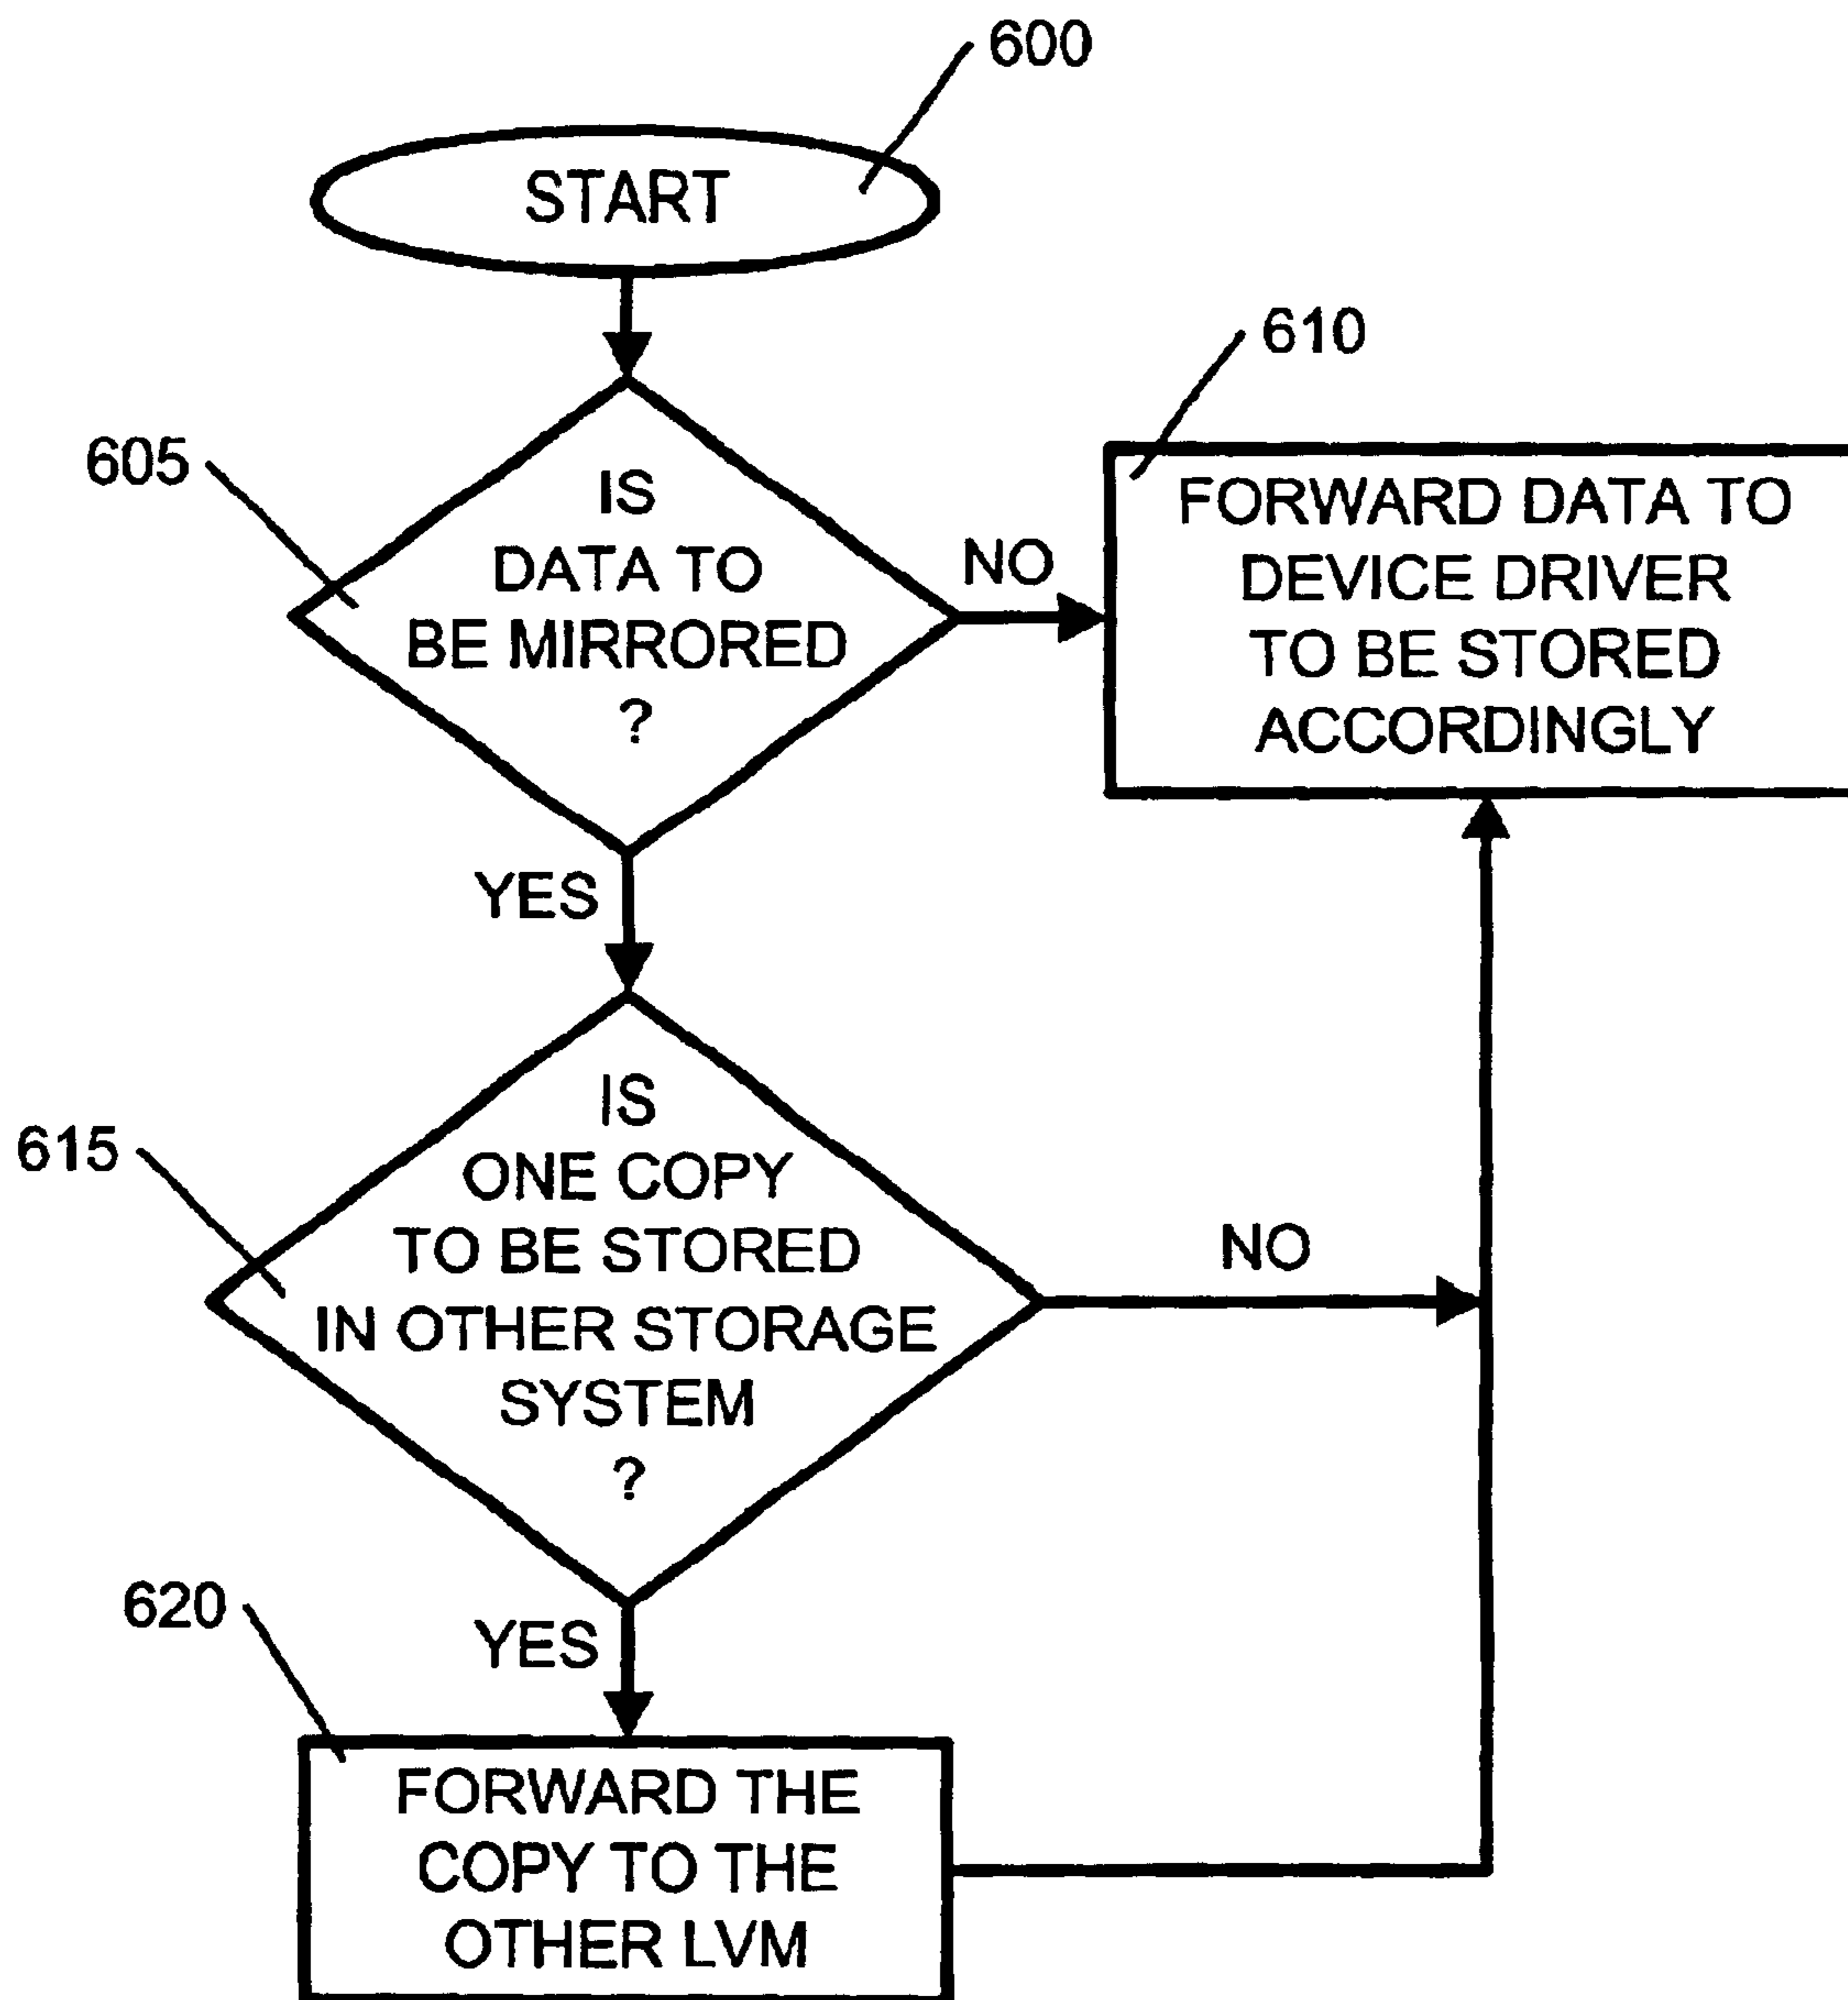 600
START
605
IS
DATA TO
BE MIRRORED
?
NO
610
FORWARD DATA TO
DEVICE DRIVER
TO BE STORED
ACCORDINGLY
YES
615
IS
ONE COPY
TO BE STORED
IN OTHER STORAGE
SYSTEM
?
NO
620
YES
FORWARD THE
COPY TO THE
OTHER LVM